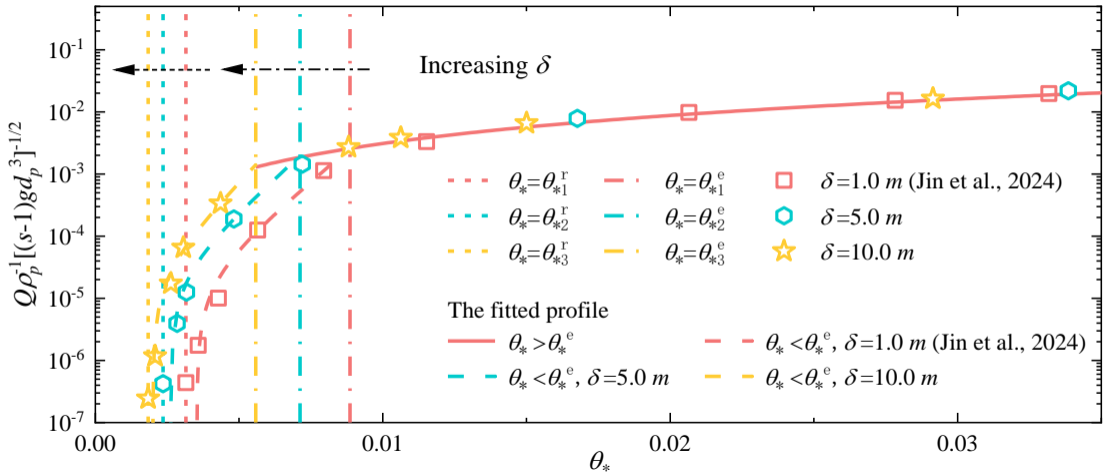 10⁻¹
10⁻²
10⁻³
10⁻⁴
10⁻⁵
10⁻⁶
10⁻⁷
Qρₚ⁻¹[(s-1)gdₚ³]⁻¹ᐟ²
Increasing δ
θ*=θ*₁ʳ
θ*=θ*₁ᵉ
δ=1.0 m (Jin et al., 2024)
θ*=θ*₂ʳ
θ*=θ*₂ᵉ
δ=5.0 m
θ*=θ*₃ʳ
θ*=θ*₃ᵉ
δ=10.0 m
The fitted profile
θ*>θ*ᵉ
θ*<θ*ᵉ, δ=1.0 m (Jin et al., 2024)
θ*<θ*ᵉ, δ=5.0 m
θ*<θ*ᵉ, δ=10.0 m
0.00
0.01
0.02
0.03
θ*